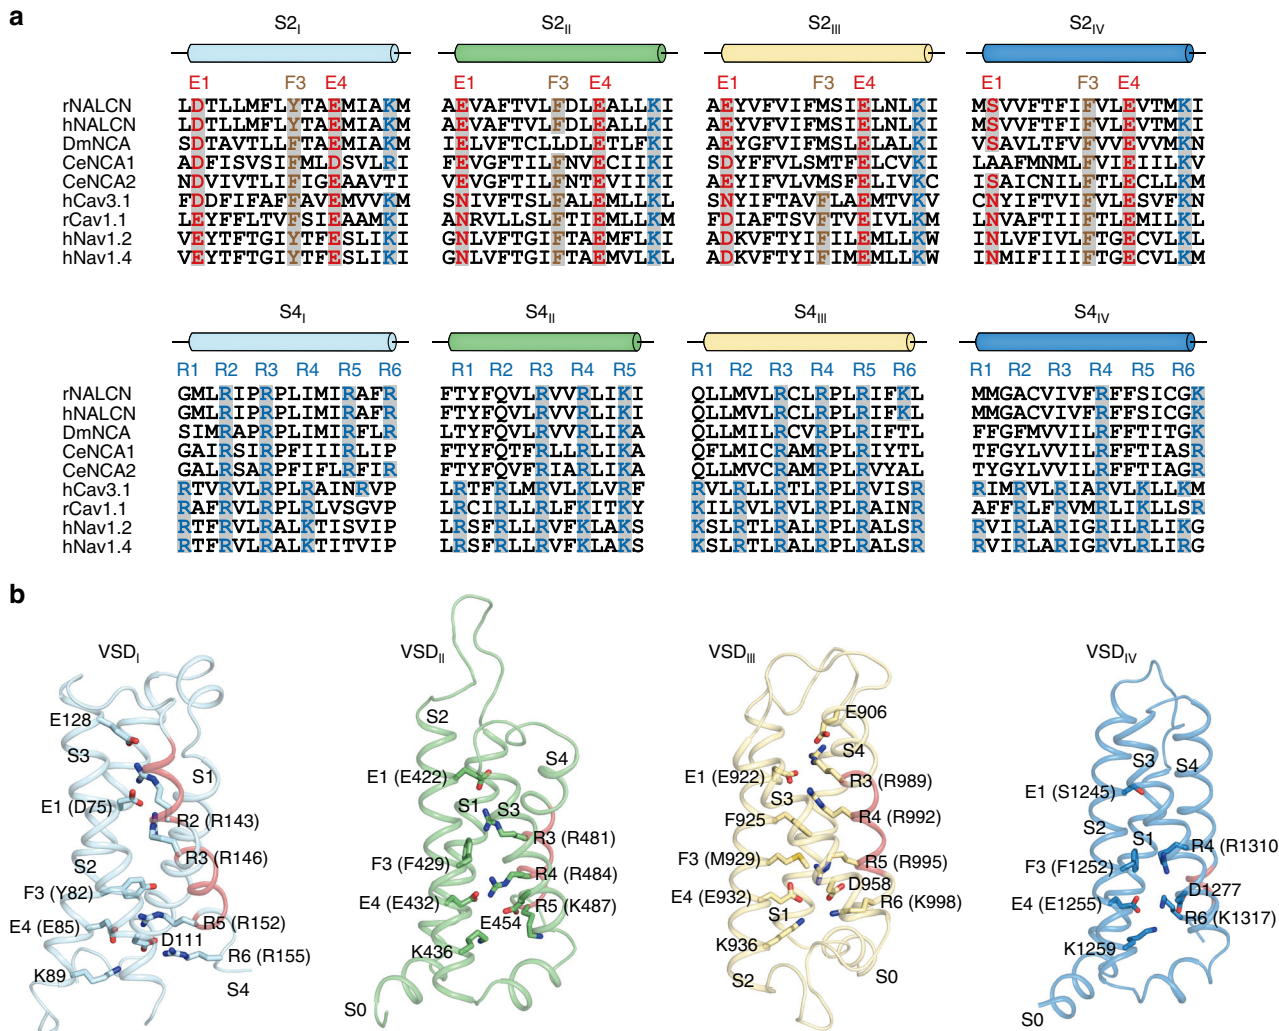 a
S2I S2II S2III S2IV
E1 F3 E4 E1 F3 E4 E1 F3 E4 E1 F3 E4
rNALCN LDTLLMFLYTAEMIAKM AEVAFTVLFDLEALLKI AEYVFVIFMSIELNLKI MSVVFTFIFVLEVTMKI
hNALCN LDTLLMFLYTAEMIAKM AEVAFTVLFDLEALLKI AEYVFVIFMSIELNLKI MSVVFTFIFVLEVTMKI
DmNCA SDTAVTLLFTAEMIAKM IELVFTCLLDLETLFKI AEYGFVIFMSLELALKI VSAVLTFVFVLEVVMKN
CeNCA1 ADFISVSIFMLDSVLRI FEVGFTILFNVECIIKI SDYFFVLSMTFELCVKI LAAFMNMLFVIEIILKV
CeNCA2 NDVIVTLIFIGEAAVTI VEVGFTILFNTEVIIKI AEYIFVLVMSFELIVKC ISAICNILFTLECLLKM
hCav3.1 FDDFIFAFFAVEMVVKM SNIVFTSLFALEMLLKL SNYIFTAVFLAEMTVKV CNYIFTVIFVLESVFKN
rCav1.1 LEYFFLTVFSIEAAMKI ANRVLLSLFTIEMLLKM FDIAFTSVFTVEIVLKM LNVAFTIIFTLEMILKL
hNav1.2 VEYTFTGIYTFESLIKI GNLVFTGIFTAEMFLKI ADKVFTYIFILEMLLKW INLVFIVLFTGECVLKL
hNav1.4 VEYTFTGIYTFESLIKI GNLVFTGIFTAEMVLKL ADKVFTYIFIMEMLLKW INMIFIIIFTGECVLKM
S4I S4II S4III S4IV
R1 R2 R3 R4 R5 R6 R1 R2 R3 R4 R5 R1 R2 R3 R4 R5 R6 R1 R2 R3 R4 R5 R6
rNALCN GMLRIPRPLIMIRAFR FTYFQVLRVVRLIKI QLLMVLRCLRPLRIFKL MMGACVIVFRFFSICGK
hNALCN GMLRIPRPLIMIRAFR FTYFQVLRVVRLIKI QLLMVLRCLRPLRIFKL MMGACVIVFRFFSICGK
DmNCA SIMRAPRPLIMIRFLR LTYFQVLRVVRLIKA QLLMILRCVRPLRIFTL FFGFMVVILRFFTITGK
CeNCA1 GAIRSIRPFIIIRLIP FTYFQTFRLLRLIKA QFLMICRAMRPLRIYTL TYGYLVVILRFFTIASR
CeNCA2 GALRSARPFIFLRFIR FTYFQVFRIARLIKA QLLMVCRAMRPLRVYAL TYGYLVVILRFFTIAGR
hCav3.1 RTVRVLRPLRAINRVP LRTFRLMRVLKLVRF RVLRLLRTLRPLRVISR RIMRVLRIARVLKLLKM
rCav1.1 RAFRVLRPLRLVSGVP LRCIRLLRLFKITKY KILRVLRVLRPLRAINR AFFRLFRVMRLIKLLSR
hNav1.2 RTFRVLRALKTISVIP LRSFRLLRVFKLAKS KSLRTLRALRPLRALSR RVIRLARIGRILRLIKG
hNav1.4 RTFRVLRALKTITVIP LRSFRLLRVFKLAKS KSLRTLRALRPLRALSR RVIRLARIGRVLRLIRG
b
VSDI VSDII VSDIII VSDIV
E128
S3
S1
E1 (D75)
R2 (R143)
R3 (R146)
S2
F3 (Y82)
R5 (R152)
E4 (E85)
D111
R6 (R155)
K89
S4
S2
S4
E1 (E422)
S1
S3
R3 (R481)
F3 (F429)
R4 (R484)
E4 (E432)
R5 (K487)
E454
K436
S0
E906
S4
E1 (E922)
R3 (R989)
S3
F925
R4 (R992)
F3 (M929)
R5 (R995)
D958
E4 (E932)
R6 (K998)
S1
K936
S2
S0
S3
S4
E1 (S1245)
S2
S1
R4 (R1310
F3 (F1252)
D1277
E4 (E1255)
R6 (K1317)
K1259
S0